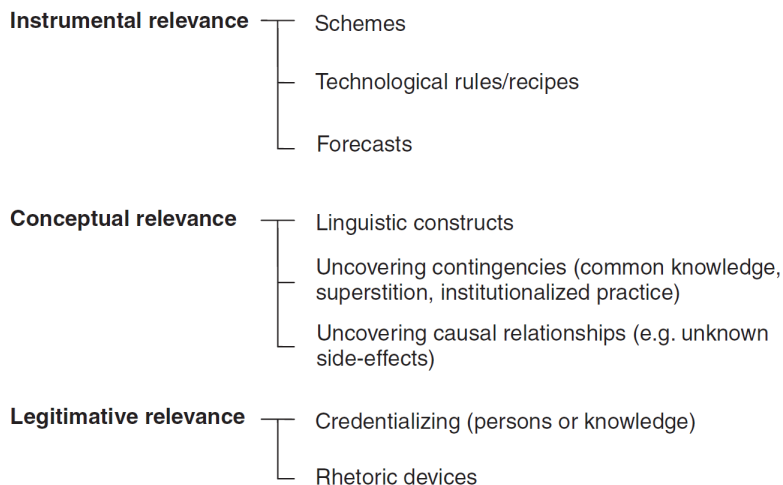 Instrumental relevance
Schemes
Technological rules/recipes
Forecasts
Conceptual relevance
Linguistic constructs
Uncovering contingencies (common knowledge,
superstition, institutionalized practice)
Uncovering causal relationships (e.g. unknown
side-effects)
Legitimative relevance
Credentializing (persons or knowledge)
Rhetoric devices